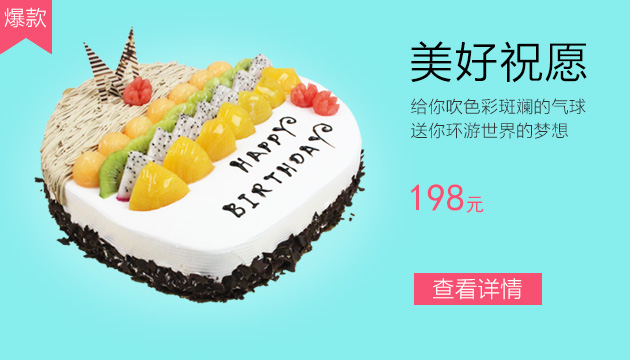 爆款
美好祝愿
给你吹色彩斑斓的气球
送你环游世界的梦想
198元
查看详情
HAPPY
BIRTHDAY